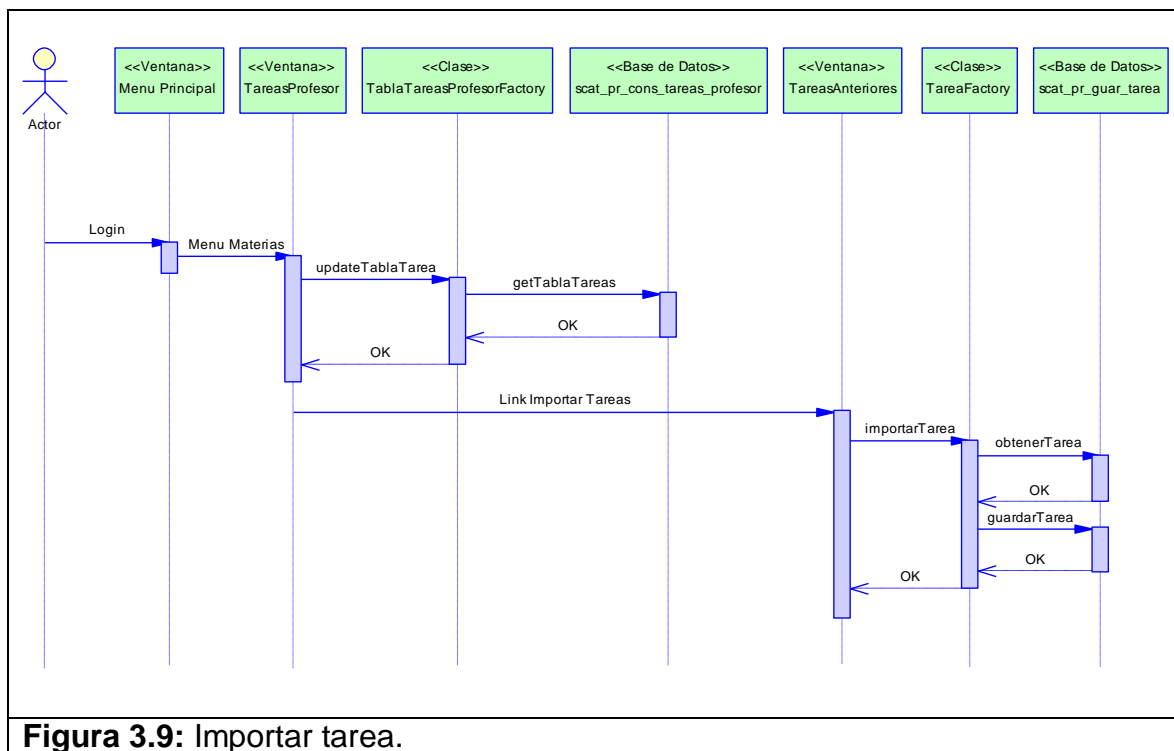 <<Ventana>>
Menu Principal
<<Ventana>>
TareasProfesor
<<Clase>>
TablaTareasProfesorFactory
<<Base de Datos>>
scat_pr_cons_tareas_profesor
<<Ventana>>
TareasAnteriores
<<Clase>>
TareaFactory
<<Base de Datos>>
scat_pr_guar_tarea
Actor
Login
Menu Materias
updateTablaTarea
getTablaTareas
OK
OK
Link Importar Tareas
importarTarea
obtenerTarea
OK
guardarTarea
OK
OK
Figura 3.9: Importar tarea.